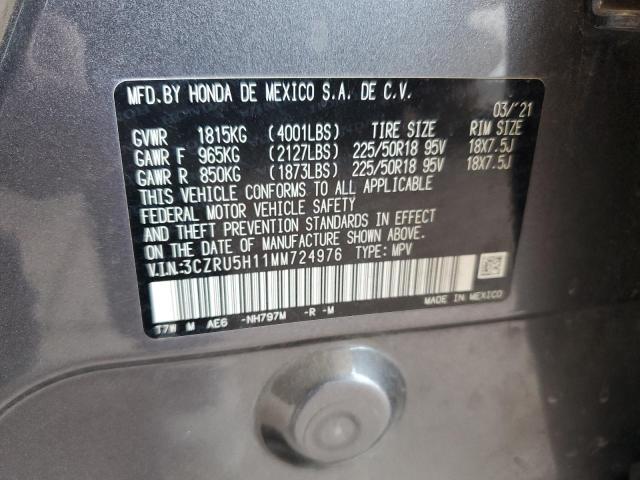 MFD.BY HONDA DE MEXICO S.A. DE C.V.
03/'21
GVWR 1815KG (4001LBS) TIRE SIZE RIM SIZE
GAWR F 965KG (2127LBS) 225/50R18 95V 18X7.5J
GAWR R 850KG (1873LBS) 225/50R18 95V 18X7.5J
THIS VEHICLE CONFORMS TO ALL APPLICABLE
FEDERAL MOTOR VEHICLE SAFETY
AND THEFT PREVENTION STANDARDS IN EFFECT
ON THE DATE OF MANUFACTURE SHOWN ABOVE
V.I.N:3CZRU5H11MM724976 TYPE: MPV
MADE IN MEXICO
T7W M AE6 -NH797M -R -M